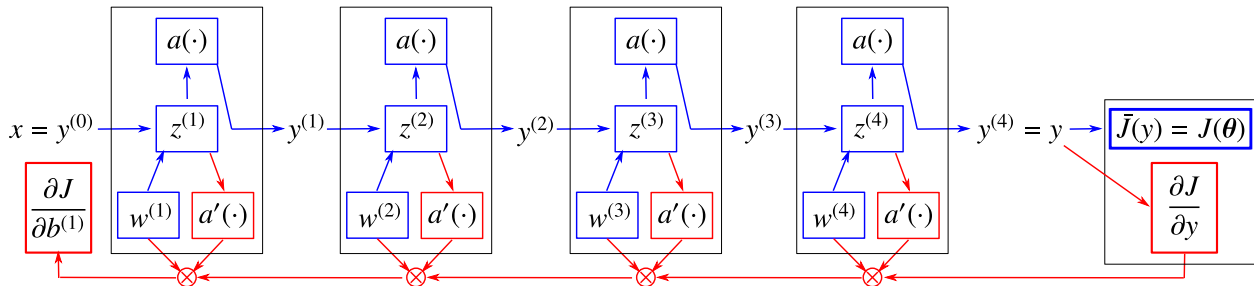 a(·) a(·) a(·) a(·)
x = y⁽⁰⁾ z⁽¹⁾ y⁽¹⁾ z⁽²⁾ y⁽²⁾ z⁽³⁾ y⁽³⁾ z⁽⁴⁾ y⁽⁴⁾ = y J̄(y) = J(𝜽)
∂J/∂b⁽¹⁾ w⁽¹⁾ a′(·) w⁽²⁾ a′(·) w⁽³⁾ a′(·) w⁽⁴⁾ a′(·) ∂J/∂y